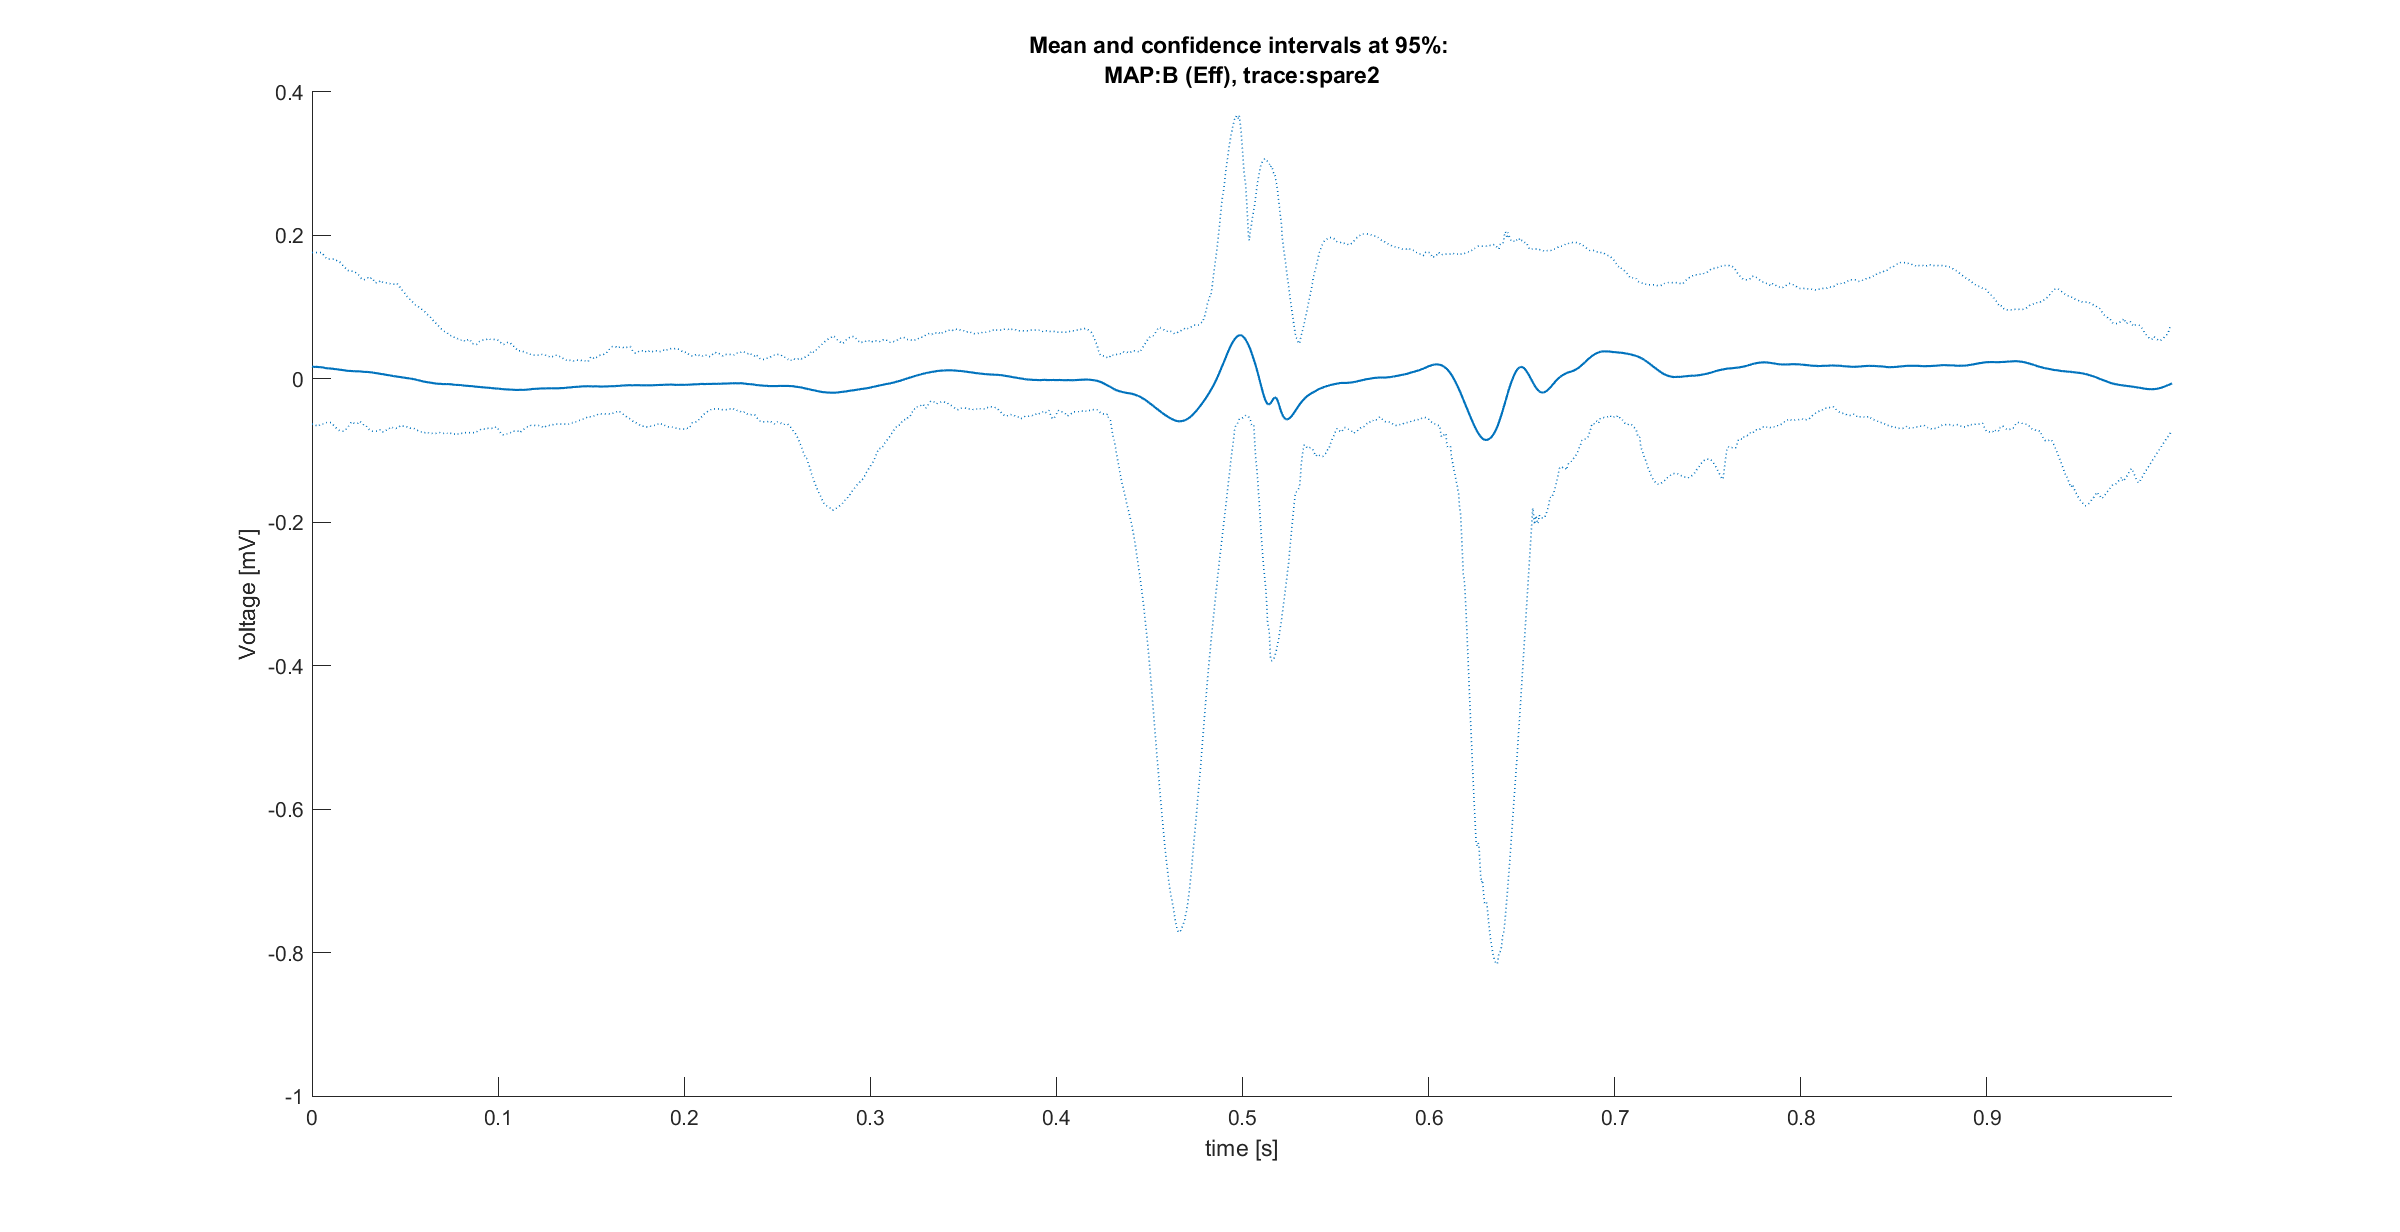 Mean and confidence intervals at 95%:
MAP:B (Eff), trace:spare2
0.4
0.2
0
-0.2
-0.4
-0.6
-0.8
-1
Voltage [mV]
0 0.1 0.2 0.3 0.4 0.5 0.6 0.7 0.8 0.9
time [s]